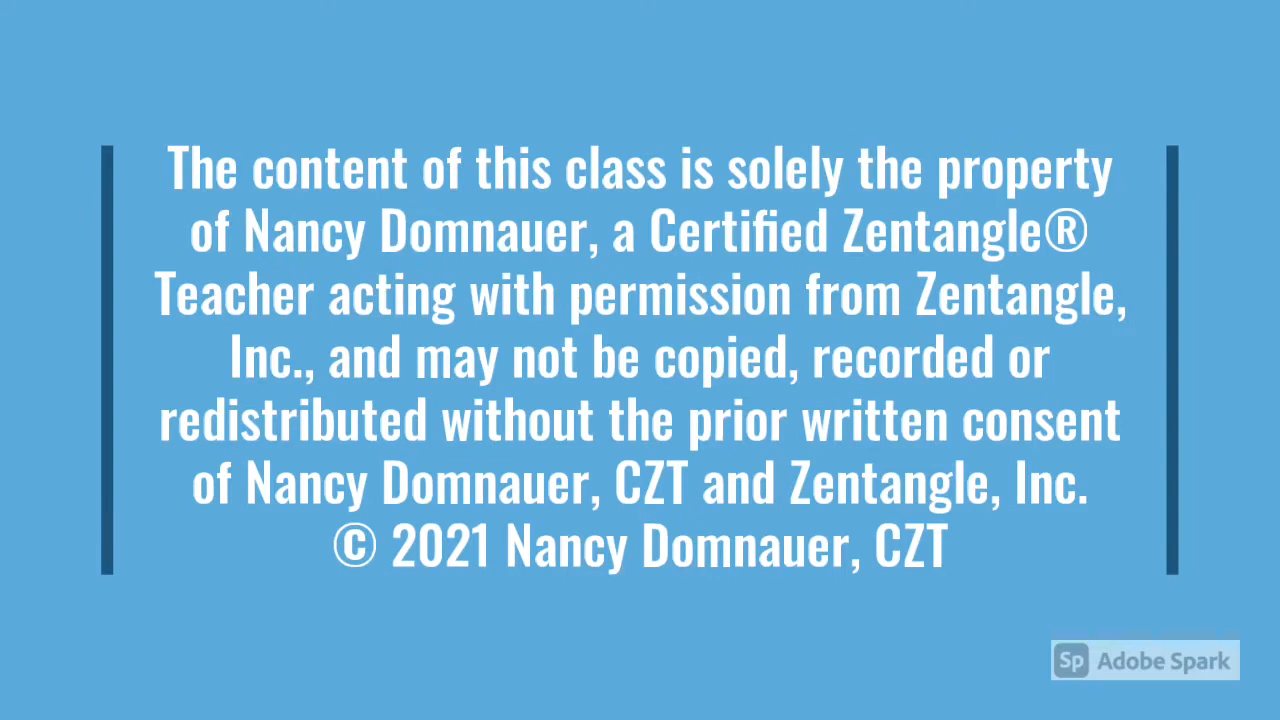 The content of this class is solely the property
of Nancy Domnauer, a Certified Zentangle®
Teacher acting with permission from Zentangle,
Inc., and may not be copied, recorded or
redistributed without the prior written consent
of Nancy Domnauer, CZT and Zentangle, Inc.
© 2021 Nancy Domnauer, CZT
Sp Adobe Spark